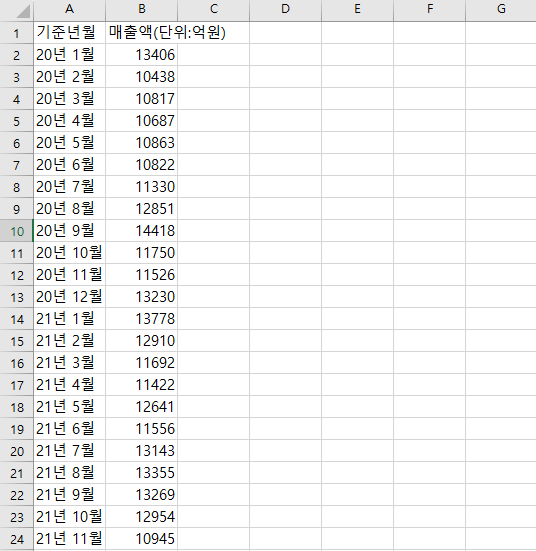 A B C D E F G
1 기준년월 매출액(단위:억원)
2 20년 1월 13406
3 20년 2월 10438
4 20년 3월 10817
5 20년 4월 10687
6 20년 5월 10863
7 20년 6월 10822
8 20년 7월 11330
9 20년 8월 12851
10 20년 9월 14418
11 20년 10월 11750
12 20년 11월 11526
13 20년 12월 13230
14 21년 1월 13778
15 21년 2월 12910
16 21년 3월 11692
17 21년 4월 11422
18 21년 5월 12641
19 21년 6월 11556
20 21년 7월 13143
21 21년 8월 13355
22 21년 9월 13269
23 21년 10월 12954
24 21년 11월 10945